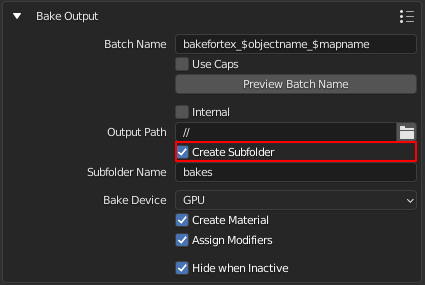 Bake Output
Batch Name bakefortex_$objectname_$mapname
Use Caps
Preview Batch Name
Internal
Output Path //
Create Subfolder
Subfolder Name bakes
Bake Device GPU
Create Material
Assign Modifiers
Hide when Inactive